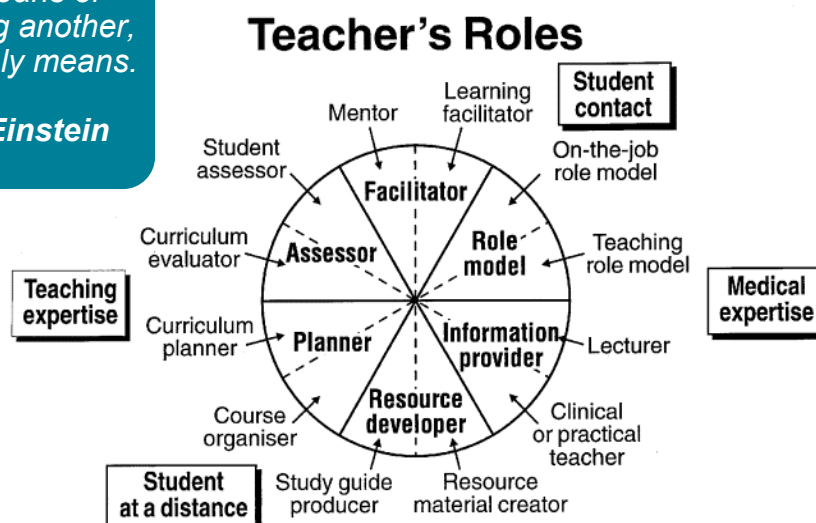 ng another,
ly means.
Einstein
Teacher's Roles
Student
contact
Learning
facilitator
Mentor
On-the-job
role model
Student
assessor
Facilitator
Role
model
Teaching
role model
Curriculum
evaluator
Assessor
Teaching
expertise
Medical
expertise
Curriculum
planner
Planner
Information
provider
Lecturer
Resource
developer
Course
organiser
Clinical
or practical
teacher
Student
at a distance
Study guide
producer
Resource
material creator